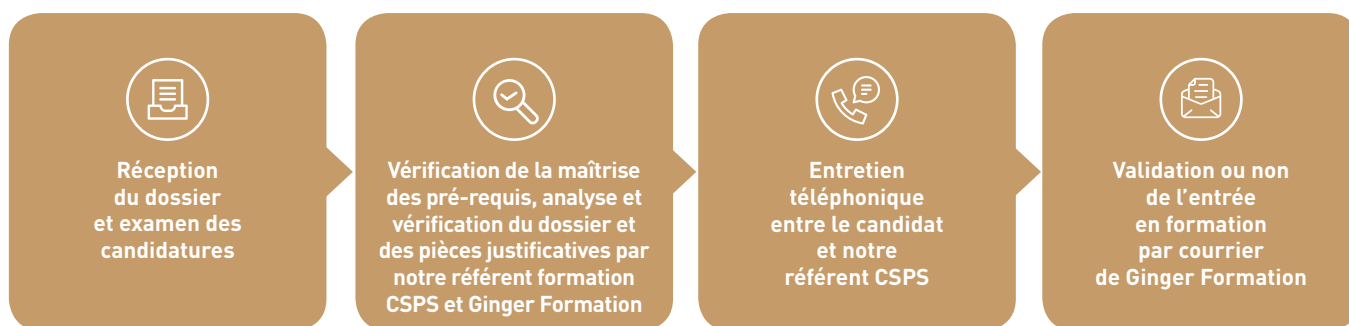 Réception
du dossier
et examen des
candidatures
Vérification de la maîtrise
des pré-requis, analyse et
vérification du dossier et
des pièces justificatives par
notre référent formation
CSPS et Ginger Formation
Entretien
téléphonique
entre le candidat
et notre
référent CSPS
Validation ou non
de l’entrée
en formation
par courrier
de Ginger Formation